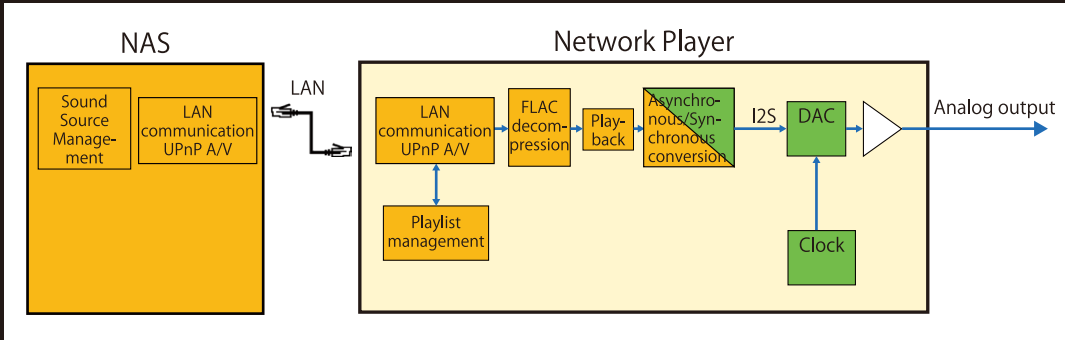 NAS
Network Player
Sound
Source
Manage-
ment
LAN
communication
UPnP A/V
LAN
LAN
communication
UPnP A/V
FLAC
decom-
pression
Play-
back
Asynchro-
nous/Syn-
chronous
conversion
I2S
DAC
Analog output
Playlist
management
Clock